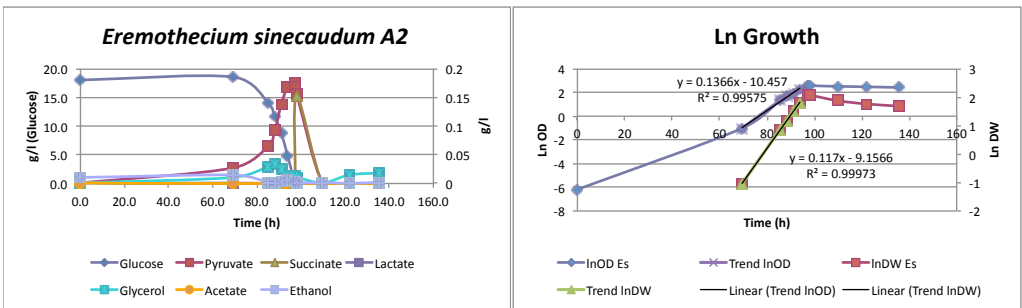 Eremothecium sinecaudum A2
g/l (Glucose)
20.0
15.0
10.0
5.0
0.0
0.2
0.15
0.1
0.05
0
g/l
0.0 20.0 40.0 60.0 80.0 100.0 120.0 140.0 160.0
Time (h)
Glucose Pyruvate Succinate Lactate
Glycerol Acetate Ethanol
Ln Growth
Ln OD
4
2
0
-2
-4
-6
-8
3
2
1
0
-1
-2
Ln DW
y = 0.1366x - 10.457
R² = 0.99575
0 20 40 60 80 100 120 140 160
y = 0.117x - 9.1566
R² = 0.99973
Time (h)
lnOD Es Trend lnOD lnDW Es
Trend lnDW Linear (Trend lnOD) Linear (Trend lnDW)